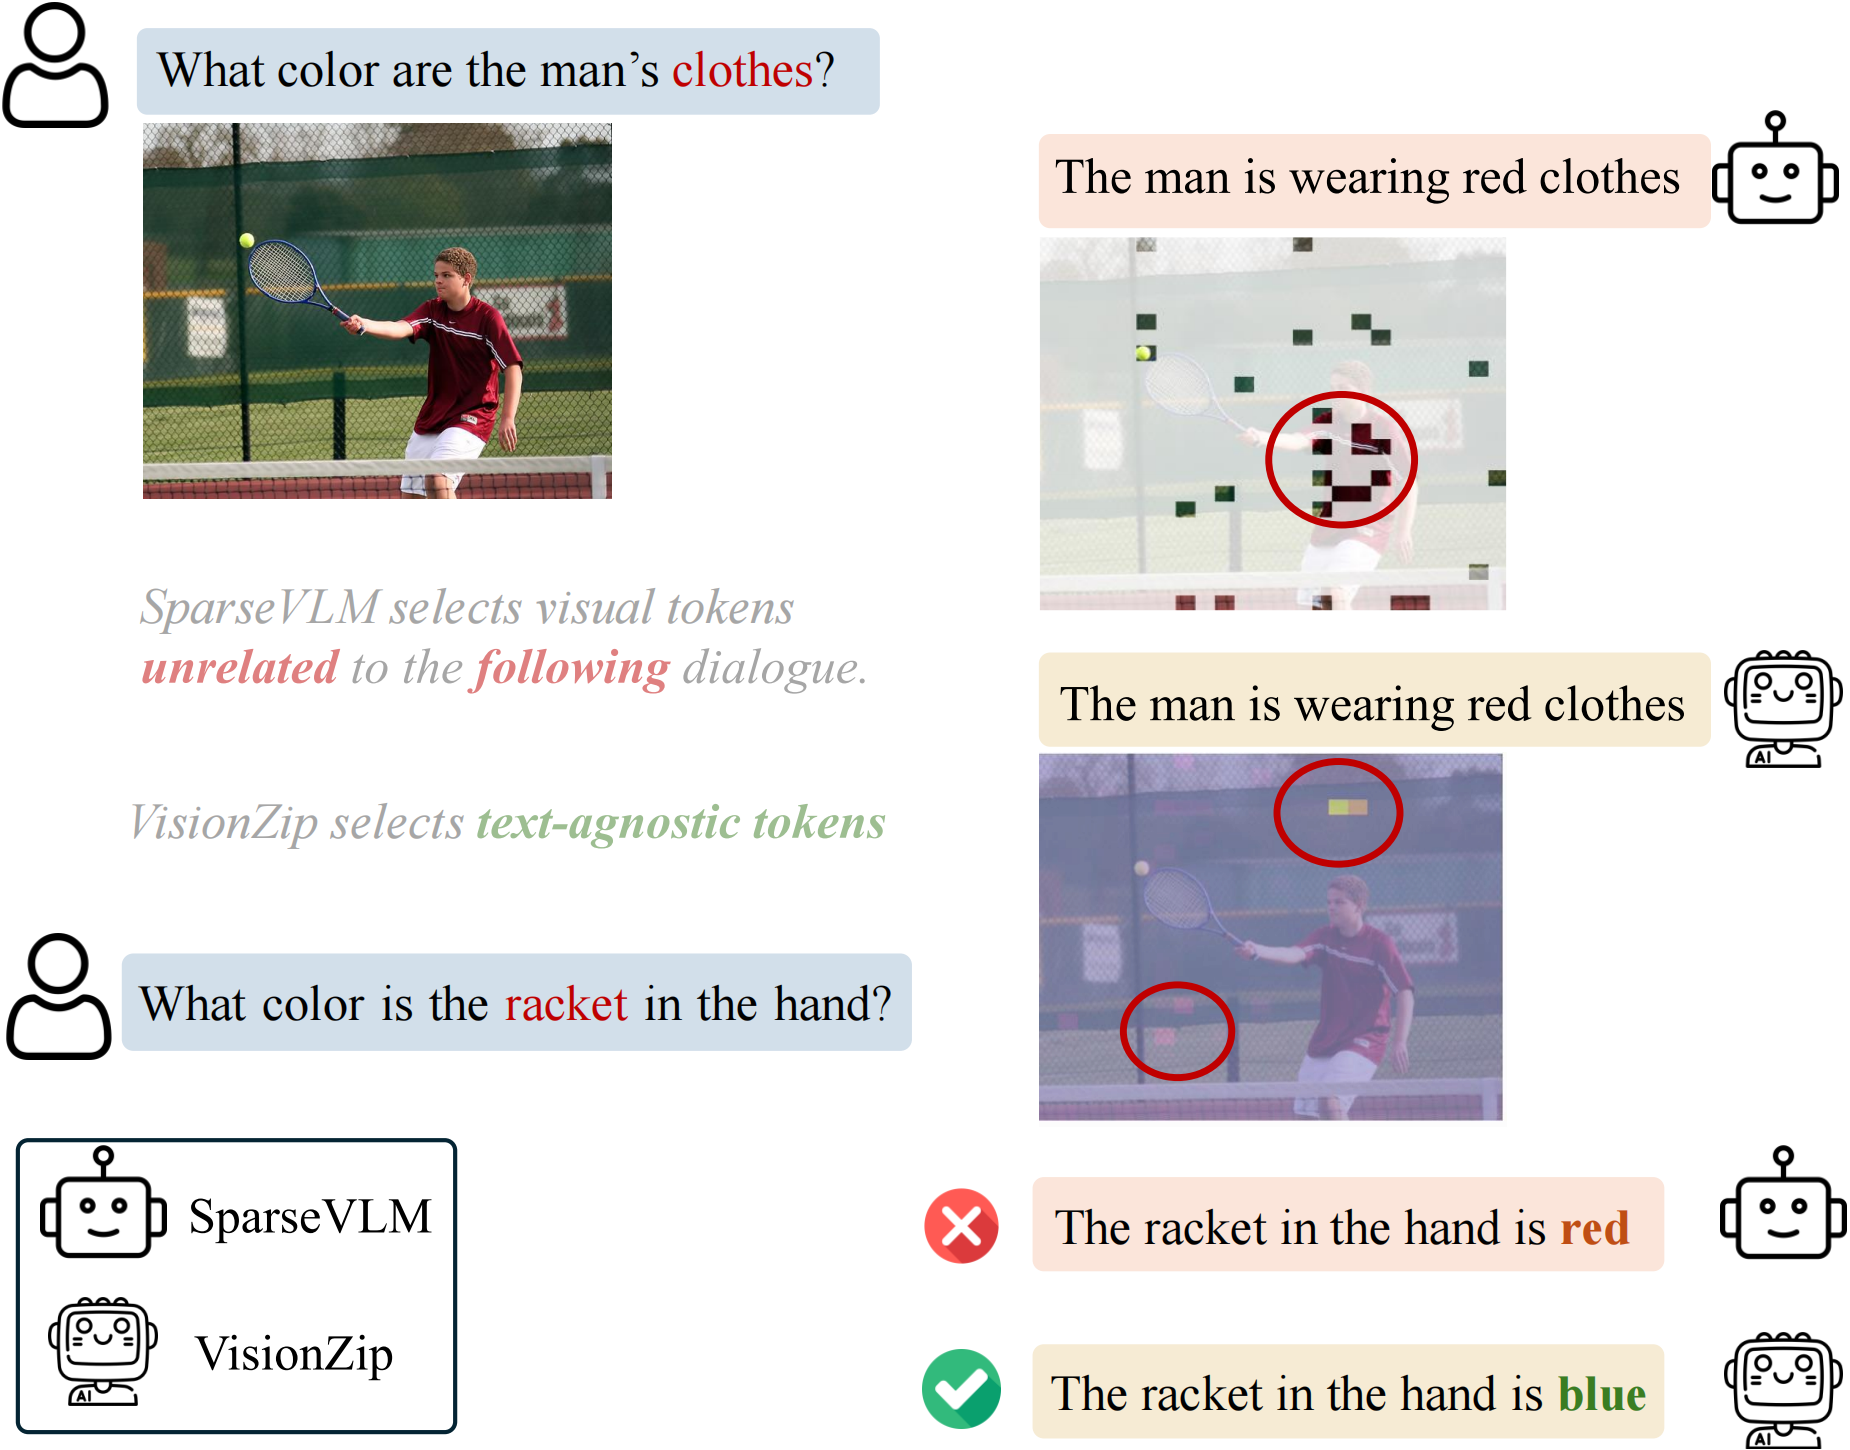 What color are the man’s clothes?
The man is wearing red clothes
SparseVLM selects visual tokens
unrelated to the following dialogue.
The man is wearing red clothes
AI
VisionZip selects text-agnostic tokens
What color is the racket in the hand?
SparseVLM
VisionZip
AI
The racket in the hand is red
The racket in the hand is blue
AI